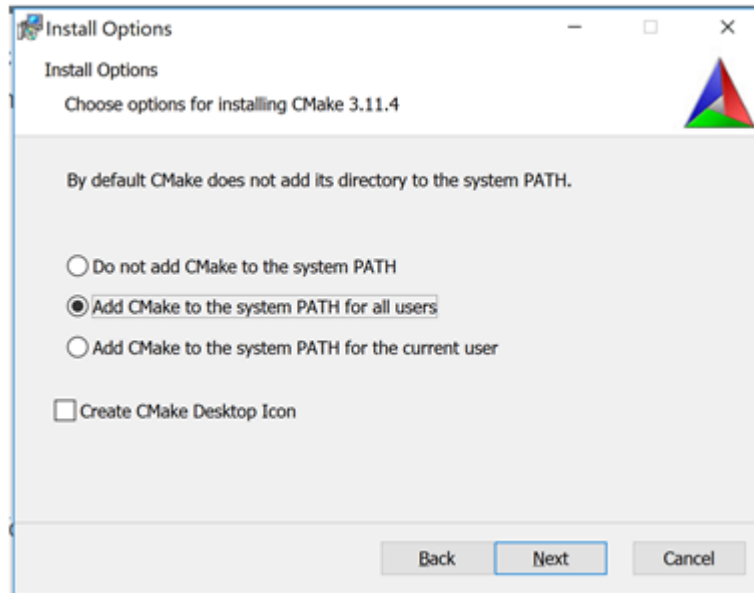 Install Options
Install Options
Choose options for installing CMake 3.11.4
By default CMake does not add its directory to the system PATH.
Do not add CMake to the system PATH
Add CMake to the system PATH for all users
Add CMake to the system PATH for the current user
Create CMake Desktop Icon
Back Next Cancel